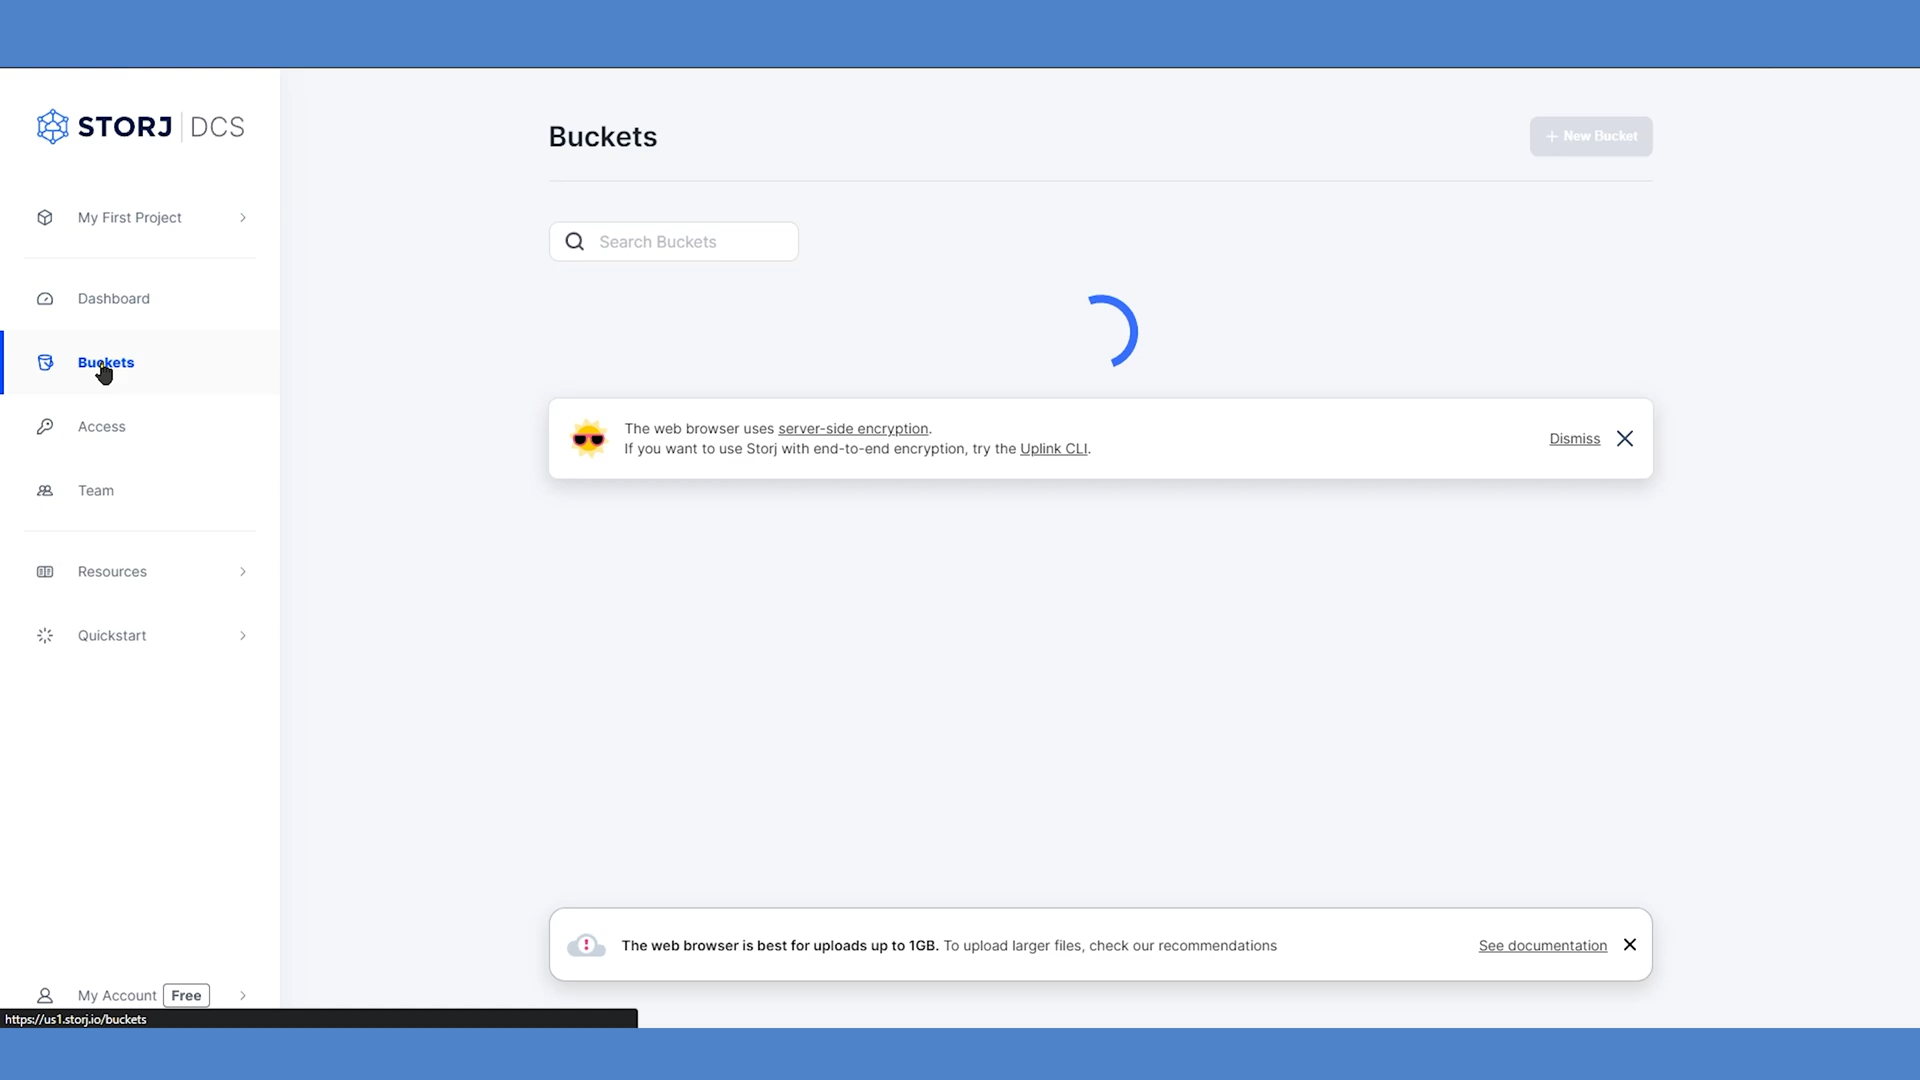 STORJ DCS
My First Project
Dashboard
Buckets
Access
Team
Resources
Quickstart
My Account Free
https://us1.storj.io/buckets
Buckets
+ New Bucket
Search Buckets
The web browser uses server-side encryption.
If you want to use Storj with end-to-end encryption, try the Uplink CLI.
Dismiss
The web browser is best for uploads up to 1GB. To upload larger files, check our recommendations
See documentation